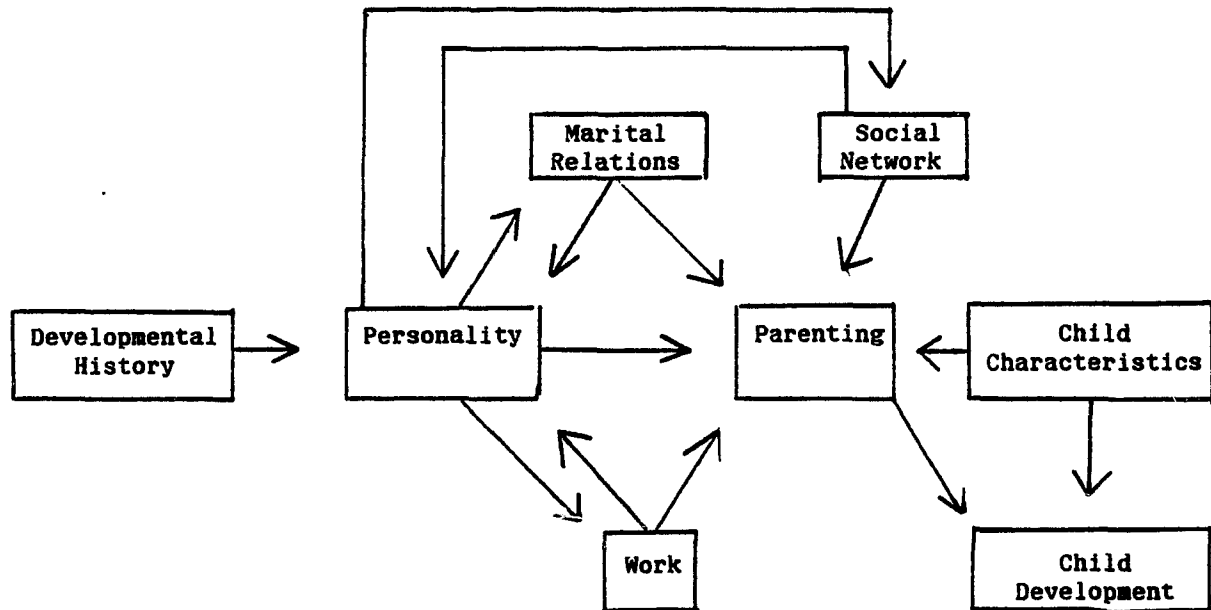 Marital
Relations
Social
Network
Developmental
History
Personality
Parenting
Child
Characteristics
Work
Child
Development